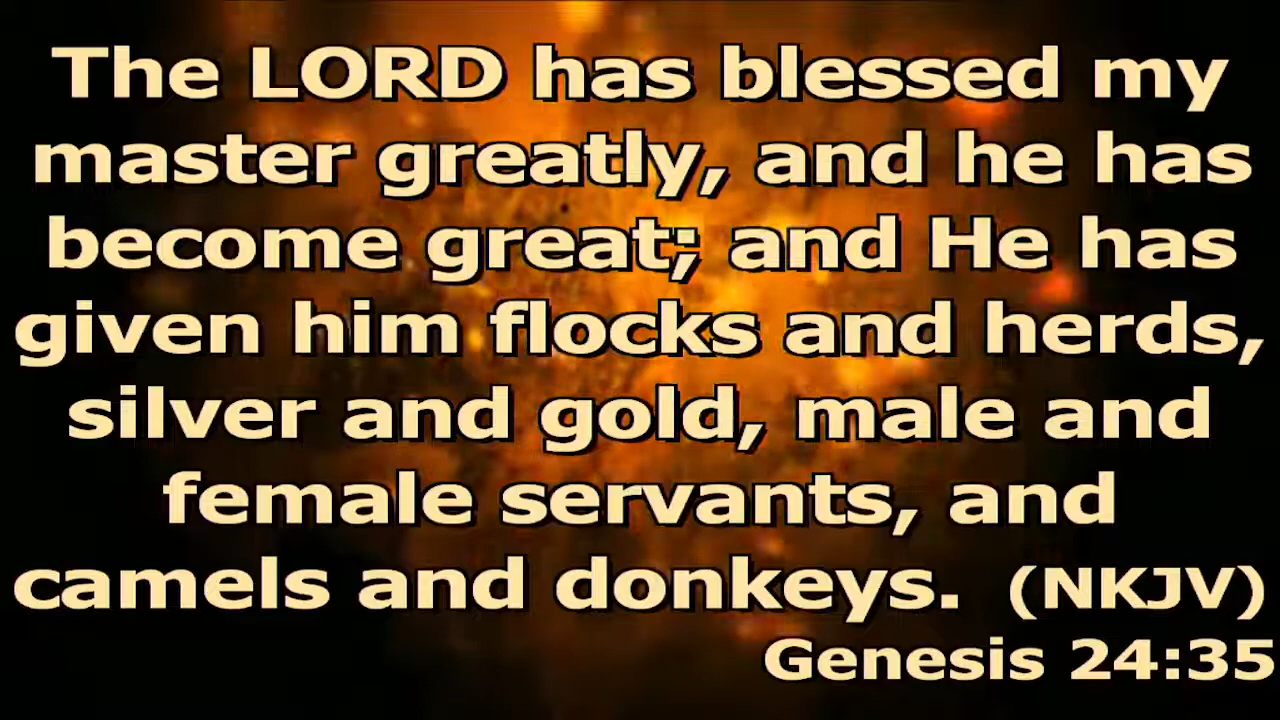 The LORD has blessed my
master greatly, and he has
become great; and He has
given him flocks and herds,
silver and gold, male and
female servants, and
camels and donkeys. (NKJV)
Genesis 24:35